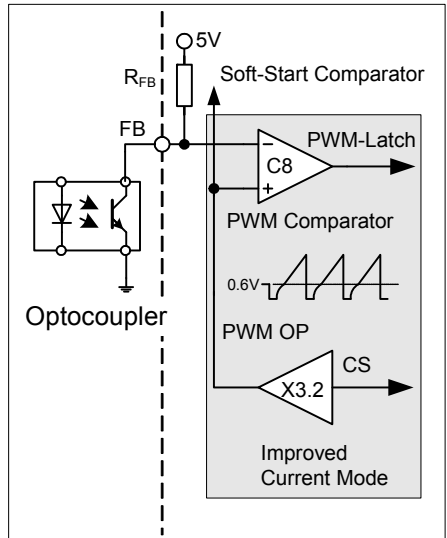 5V
RFB
Soft-Start Comparator
FB
PWM-Latch
−
C8
+
PWM Comparator
0.6V
Optocoupler
PWM OP
CS
X3.2
Improved
Current Mode